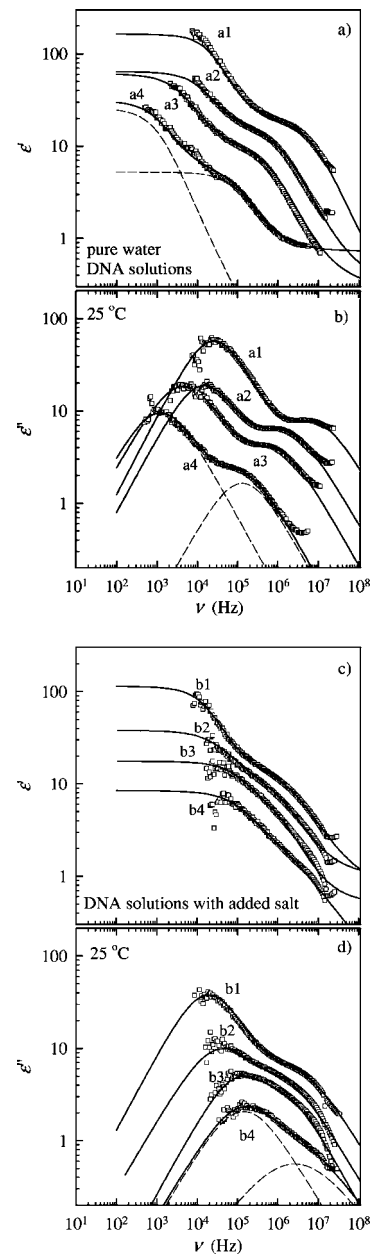 a)
100
10
1
ε'
a1
a2
a3
a4
pure water
DNA solutions
25 °C
b)
100
10
1
ε"
a1
a2
a3
a4
10¹ 10² 10³ 10⁴ 10⁵ 10⁶ 10⁷ 10⁸
ν (Hz)
c)
100
10
1
ε'
b1
b2
b3
b4
DNA solutions with added salt
25 °C
d)
100
10
1
ε"
b1
b2
b3
b4
10¹ 10² 10³ 10⁴ 10⁵ 10⁶ 10⁷ 10⁸
ν (Hz)